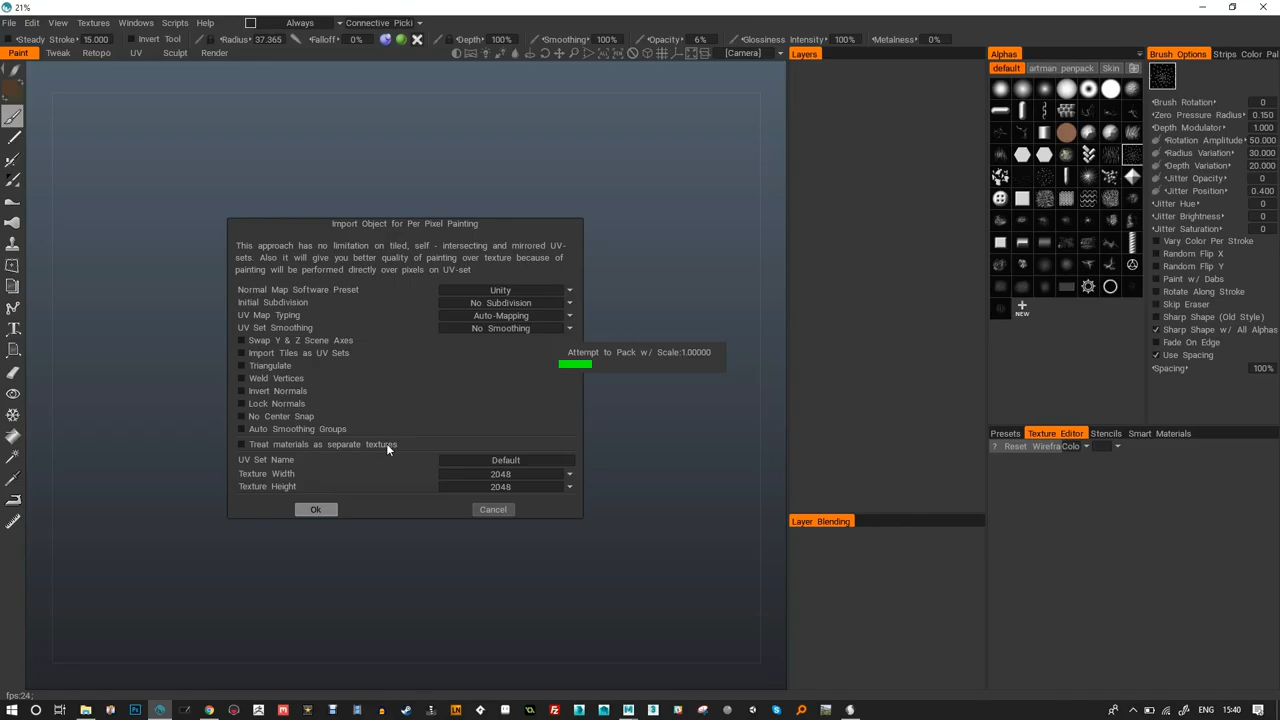 21%
File Edit View Textures Windows Scripts Help Always Connective Picki
Steady Stroke 15.000 Invert Tool Radius 37.365 Falloff 0% Depth 100% Smoothing 100% Opacity 6% Glossiness Intensity 100% Metalness 0%
Paint Tweak Retopo UV Sculpt Render [Camera] Layers Alphas Brush Options Strips Color Pal
default artman penpack Skin
Import Object for Per Pixel Painting
This approach has no limitation on tiled, self - intersecting and mirrored UV-
sets. Also it will give you better quality of painting over texture because of
painting will be performed directly over pixels on UV-set
Normal Map Software Preset Unity
Initial Subdivision No Subdivision
UV Map Typing Auto-Mapping
UV Set Smoothing No Smoothing
Swap Y & Z Scene Axes
Import Tiles as UV Sets
Triangulate
Weld Vertices
Invert Normals
Lock Normals
No Center Snap
Auto Smoothing Groups
Treat materials as separate textures
UV Set Name Default
Texture Width 2048
Texture Height 2048
Ok Cancel
Attempt to Pack w/ Scale:1.00000
NEW
Brush Rotation 0
Zero Pressure Radius 0.150
Depth Modulator 1.000
Rotation Amplitude 50.000
Radius Variation 30.000
Depth Variation 20.000
Jitter Opacity 0
Jitter Position 0.400
Jitter Hue 0
Jitter Brightness 0
Jitter Saturation 0
Vary Color Per Stroke
Random Flip X
Random Flip Y
Paint w/ Dabs
Rotate Along Stroke
Skip Eraser
Sharp Shape (Old Style)
Sharp Shape w/ All Alphas
Fade On Edge
Use Spacing
Spacing 100%
Presets Texture Editor Stencils Smart Materials
? Reset Wirefra Colo
Layer Blending
fps:24;
ENG 15:40